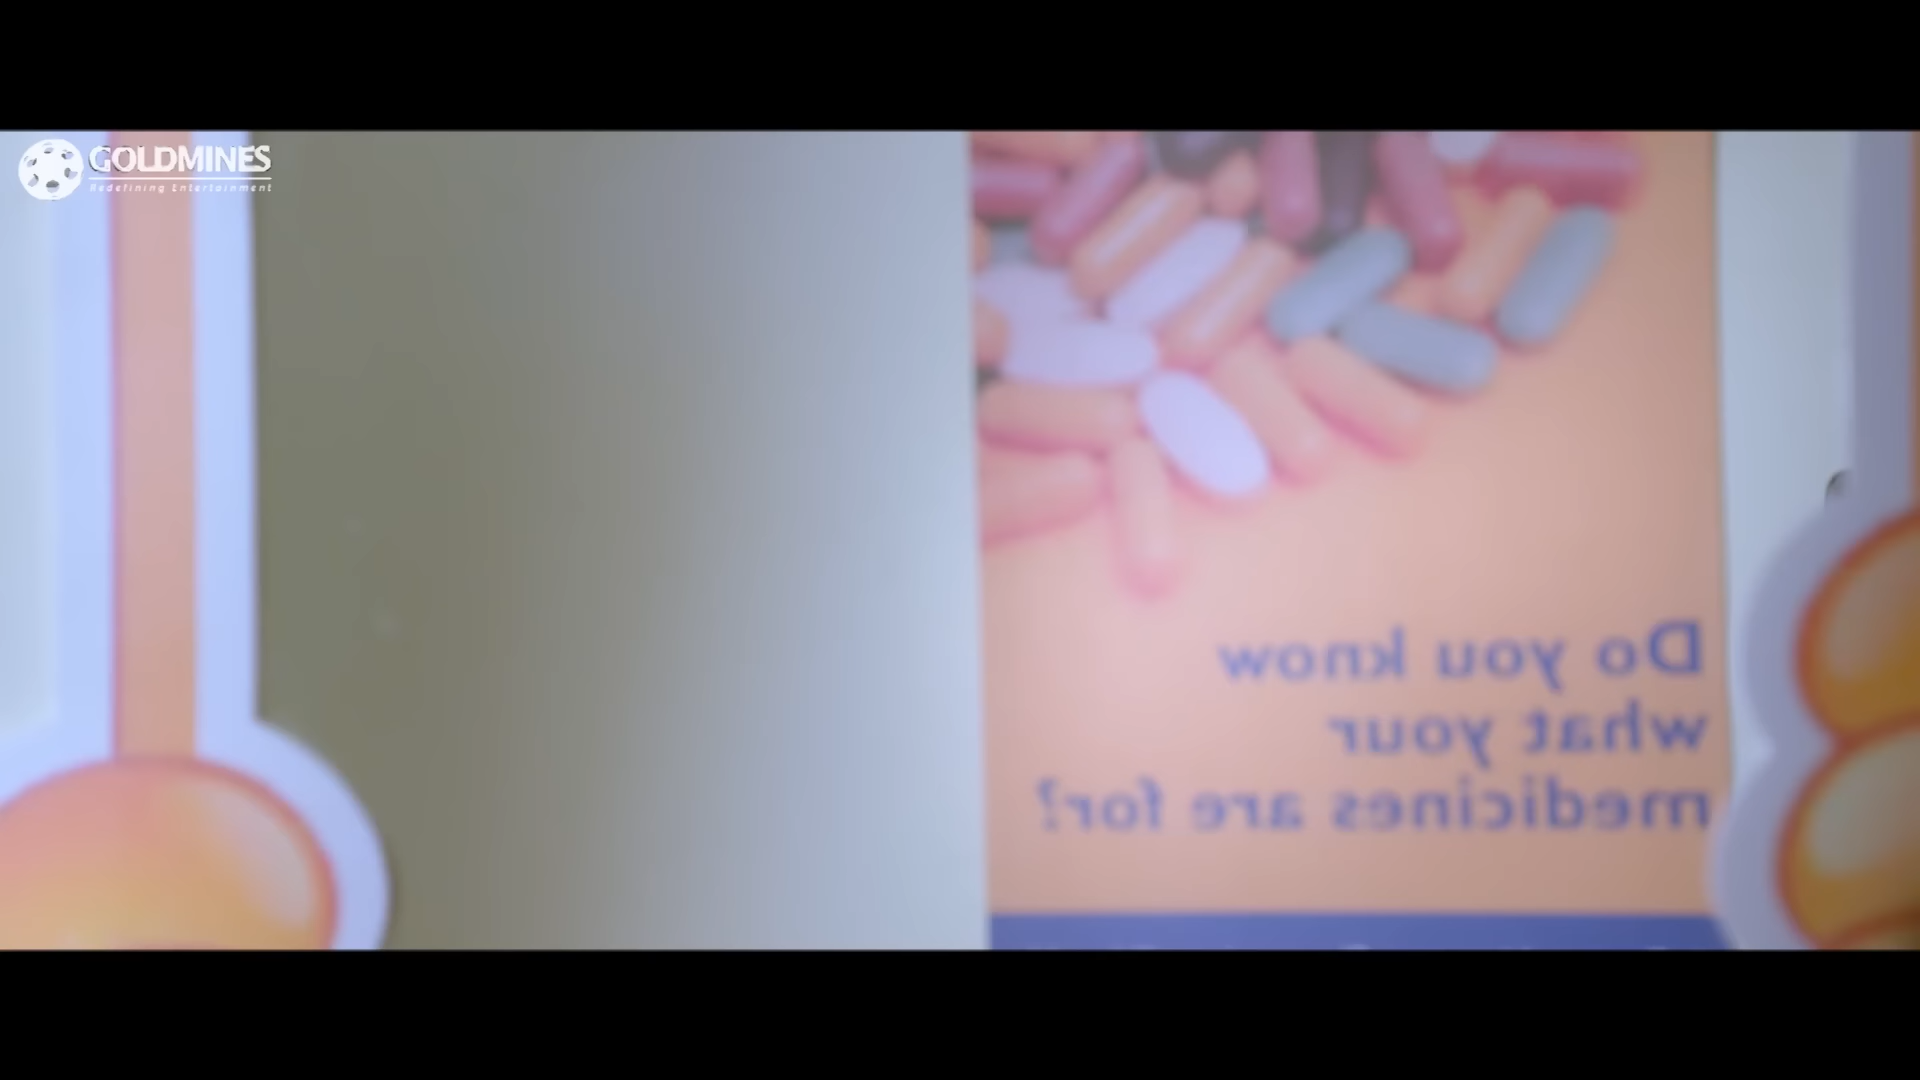 GOLDMINES
Redefining Entertainment
Do you know
what your
medicines are for?